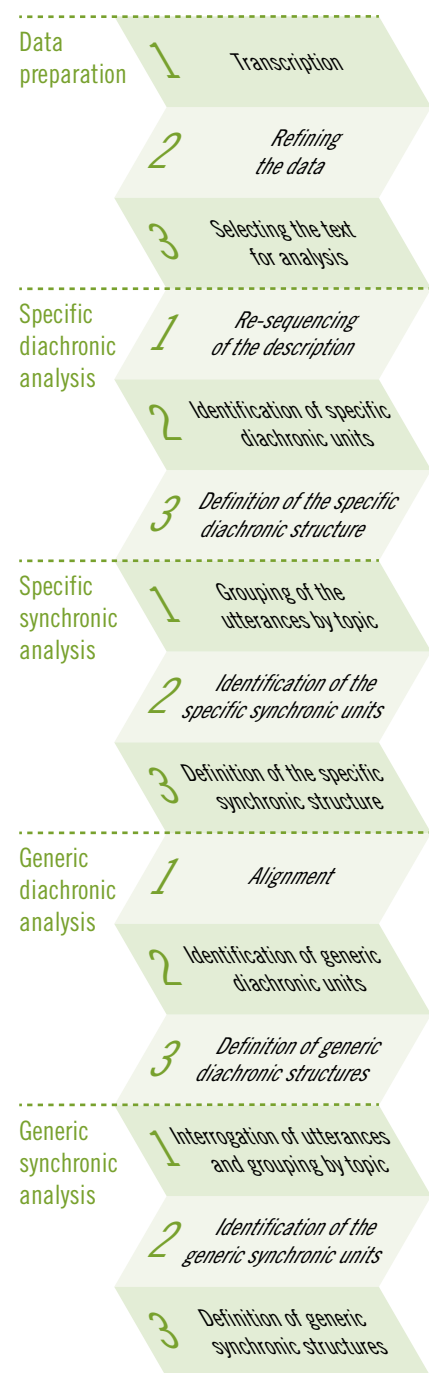 Data
preparation
1
Transcription
2
Refining
the data
3
Selecting the text
for analysis
Specific
diachronic
analysis
1
Re-sequencing
of the description
2
Identification of specific
diachronic units
3
Definition of the specific
diachronic structure
Specific
synchronic
analysis
1
Grouping of the
utterances by topic
2
Identification of the
specific synchronic units
3
Definition of the specific
synchronic structure
Generic
diachronic
analysis
1
Alignment
2
Identification of generic
diachronic units
3
Definition of generic
diachronic structures
Generic
synchronic
analysis
1
Interrogation of utterances
and grouping by topic
2
Identification of the
generic synchronic units
3
Definition of generic
synchronic structures